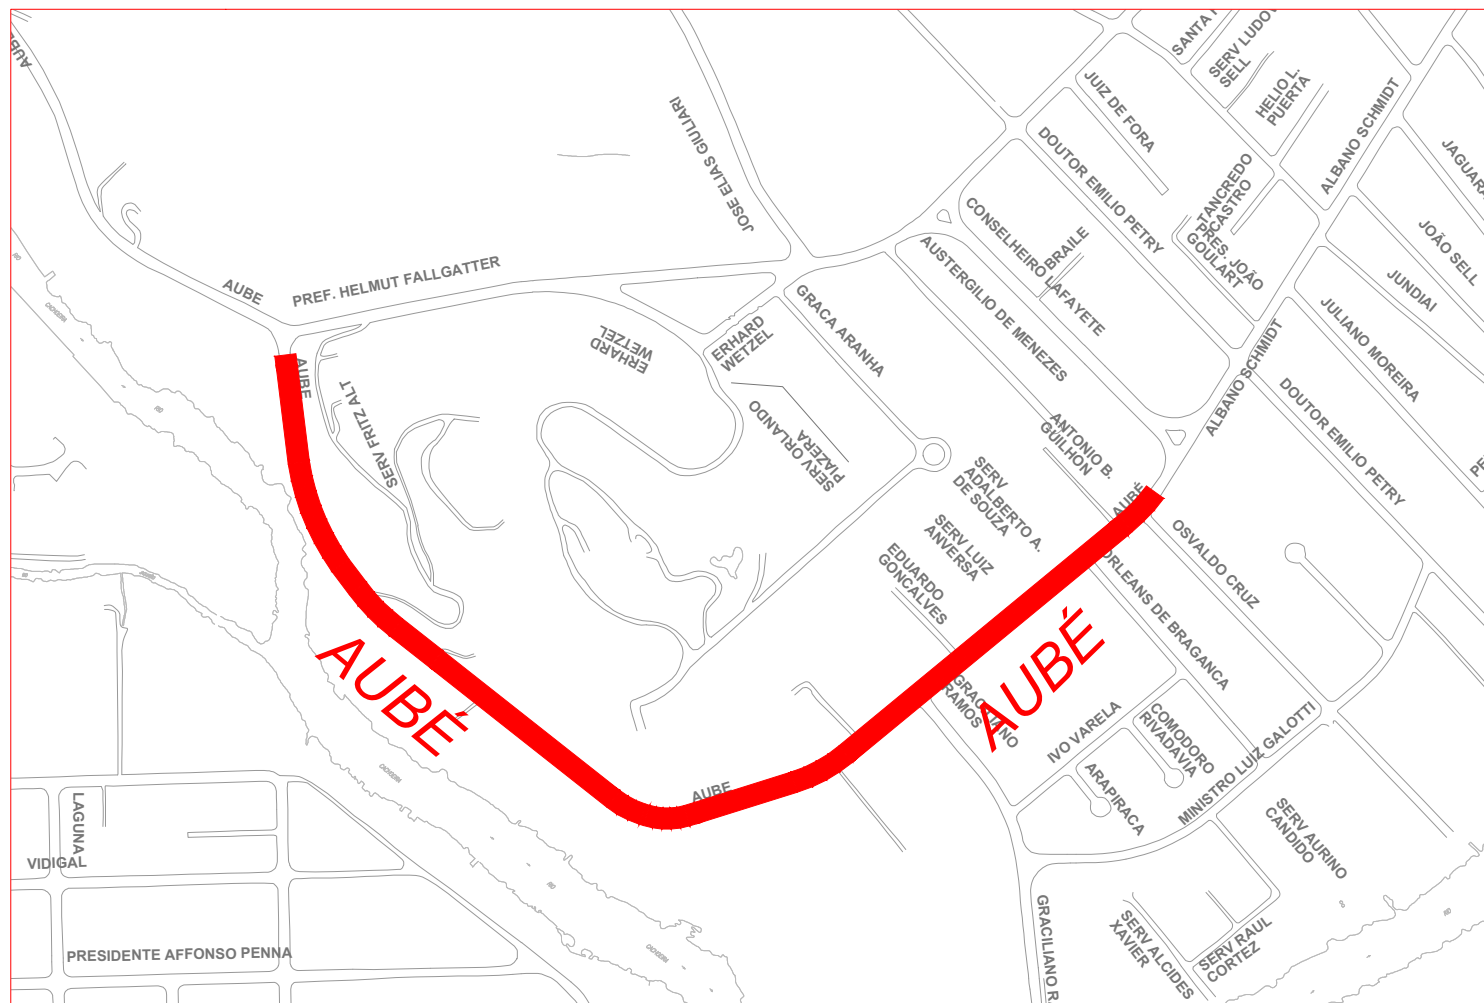 AUBE
SANTA
SERV LUDOV
SELL
HELIO L.
PUERTA
JUIZ DE FORA
ALBANO SCHMIDT
JOSE ELIAS GIULIARI
DOUTOR EMILIO PETRY
TANCREDO
CASTRO
PRES. JOÃO
GOULART
JAGUARA
JOÃO SELL
JUNDIAI
CONSELHEIRO LAFAYETE
BRAILE
AUSTERGILIO DE MENEZES
AUBE
PREF. HELMUT FALLGATTER
GRACA ARANHA
ERHARD
WETZEL
ERHARD
WETZEL
JULIANO MOREIRA
ALBANO SCHMIDT
DOUTOR EMILIO PETRY
AUBE
SERV FRITZ ALT
SERV ORLANDO
PIAZERA
ANTONIO B.
GUILHON
SERV
ADALBERTO A.
DE SOUZA
SERV LUIZ
ANVERSA
EDUARDO
GONCALVES
AUBE
OSVALDO CRUZ
ORLEANS DE BRAGANCA
AUBÉ
AUBÉ
GRACILIANO
RAMOS
IVO VARELA
COMODORO
RIVADAVIA
ARAPIRACA
MINISTRO LUIZ GALOTTI
AUBE
LAGUNA
VIDIGAL
SERV AURINO
CANDIDO
PRESIDENTE AFFONSO PENNA
GRACILIANO R
SERV ALCIDES
XAVIER
SERV RAUL
CORTEZ